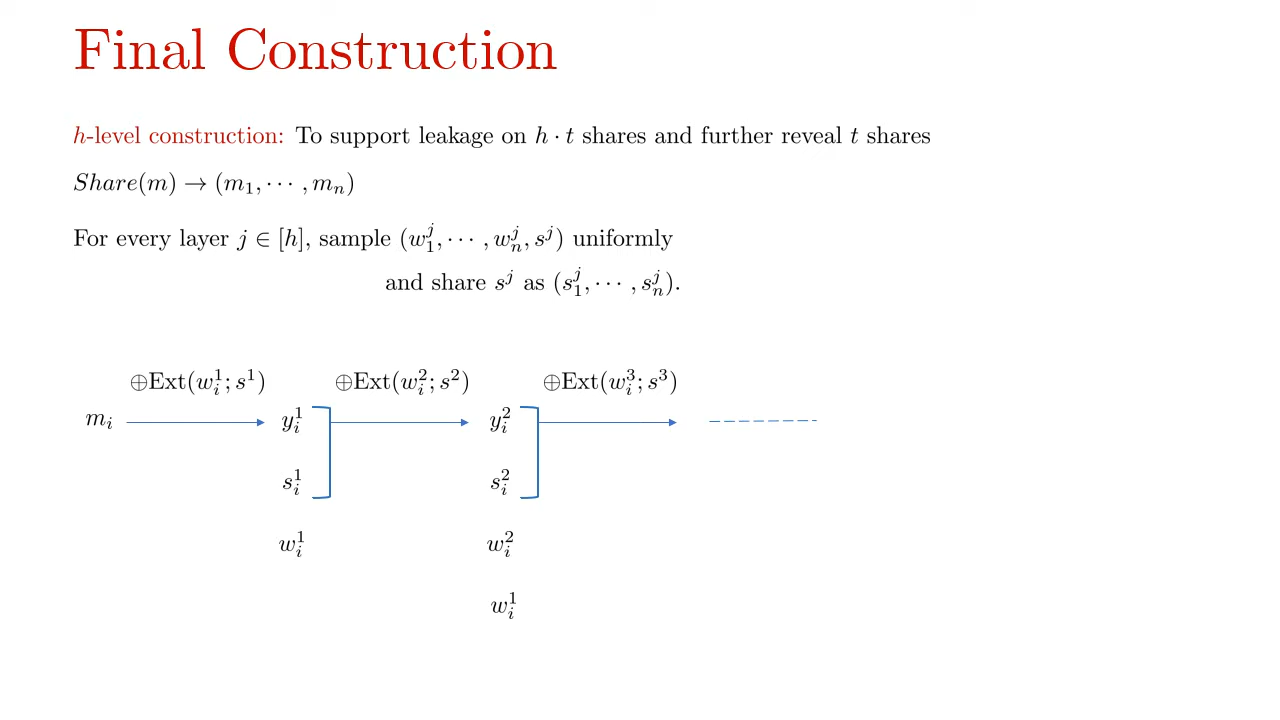 Final Construction
h-level construction: To support leakage on h · t shares and further reveal t shares
Share(m) → (m₁, ⋯ , mₙ)
For every layer j ∈ [h], sample (w₁ʲ, ⋯ , wₙʲ, sʲ) uniformly
and share sʲ as (s₁ʲ, ⋯ , sₙʲ).
⊕Ext(wᵢ¹; s¹) ⊕Ext(wᵢ²; s²) ⊕Ext(wᵢ³; s³)
mᵢ yᵢ¹ yᵢ²
sᵢ¹ sᵢ²
wᵢ¹ wᵢ²
wᵢ¹